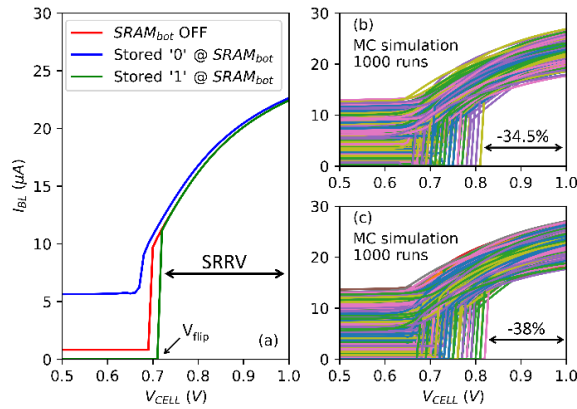 30
25
20
15
10
5
0
I_BL (μA)
SRAM_bot OFF
Stored '0' @ SRAM_bot
Stored '1' @ SRAM_bot
SRRV
V_flip
(a)
0.5 0.6 0.7 0.8 0.9 1.0
V_CELL (V)
30
20
10
0
(b)
MC simulation
1000 runs
-34.5%
0.5 0.6 0.7 0.8 0.9 1.0
30
20
10
0
(c)
MC simulation
1000 runs
-38%
0.5 0.6 0.7 0.8 0.9 1.0
V_CELL (V)